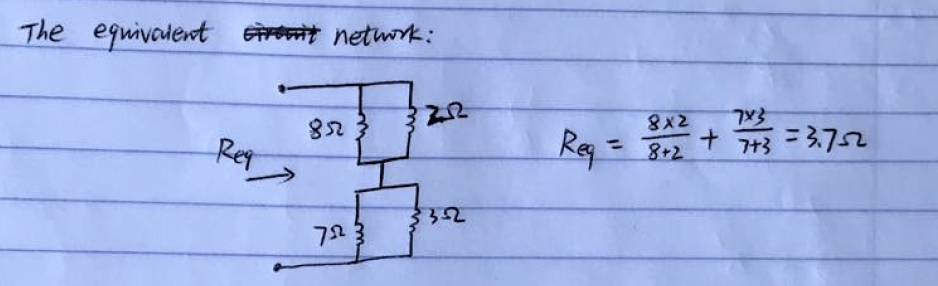 The equivalent circuit network:
8Ω
2Ω
Req
7Ω
3Ω
Req = 8×2/8+2 + 7×3/7+3 = 3.7Ω